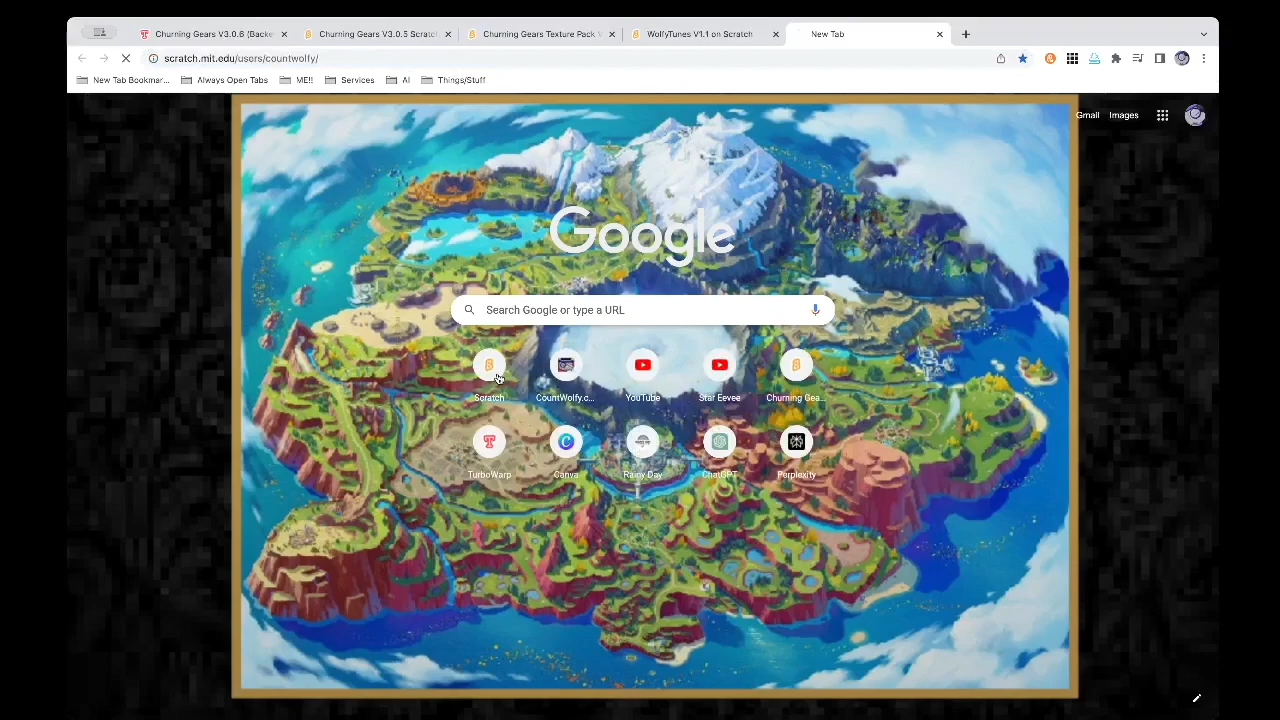 Churning Gears V3.0.6 (Backe
Churning Gears V3.0.5 Scratc
Churning Gears Texture Pack V
WolfyTunes V1.1 on Scratch
New Tab
scratch.mit.edu/users/countwolfy/
New Tab Bookmar...
Always Open Tabs
ME!!
Services
AI
Things/Stuff
Gmail
Images
Google
Search Google or type a URL
Scratch
CountWolfy.c...
YouTube
Star Eevee
Churning Gea...
TurboWarp
Canva
Rainy Day
ChatGPT
Perplexity